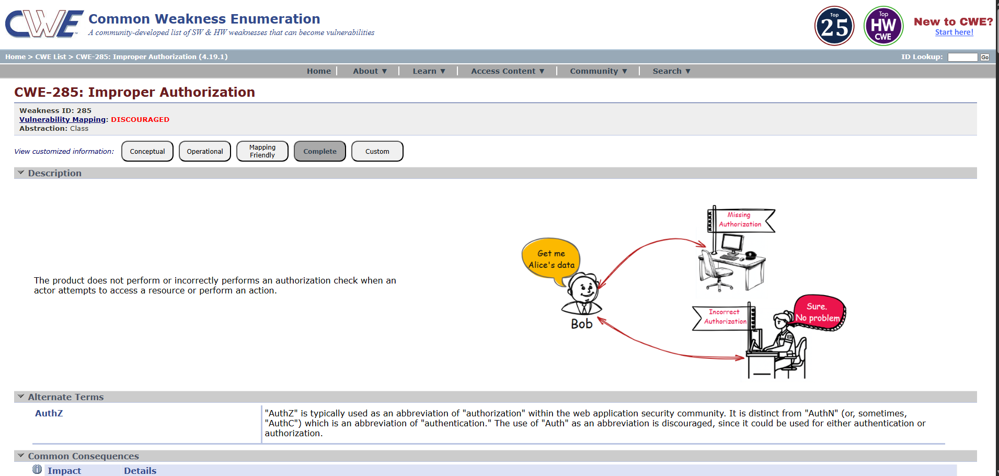 CWE
Common Weakness Enumeration
A community-developed list of SW & HW weaknesses that can become vulnerabilities
Top
25
Top
HW
CWE
New to CWE?
Start here!
Home > CWE List > CWE-285: Improper Authorization (4.19.1)
ID Lookup:
Go
Home
About ▼
Learn ▼
Access Content ▼
Community ▼
Search ▼
CWE-285: Improper Authorization
Weakness ID: 285
Vulnerability Mapping: DISCOURAGED
Abstraction: Class
View customized information:
Conceptual
Operational
Mapping
Friendly
Complete
Custom
Description
The product does not perform or incorrectly performs an authorization check when an
actor attempts to access a resource or perform an action.
Missing
Authorization
Get me
Alice's data
Bob
Incorrect
Authorization
Sure.
No problem
Alternate Terms
AuthZ
"AuthZ" is typically used as an abbreviation of "authorization" within the web application security community. It is distinct from "AuthN" (or, sometimes,
"AuthC") which is an abbreviation of "authentication." The use of "Auth" as an abbreviation is discouraged, since it could be used for either authentication or
authorization.
Common Consequences
Impact
Details